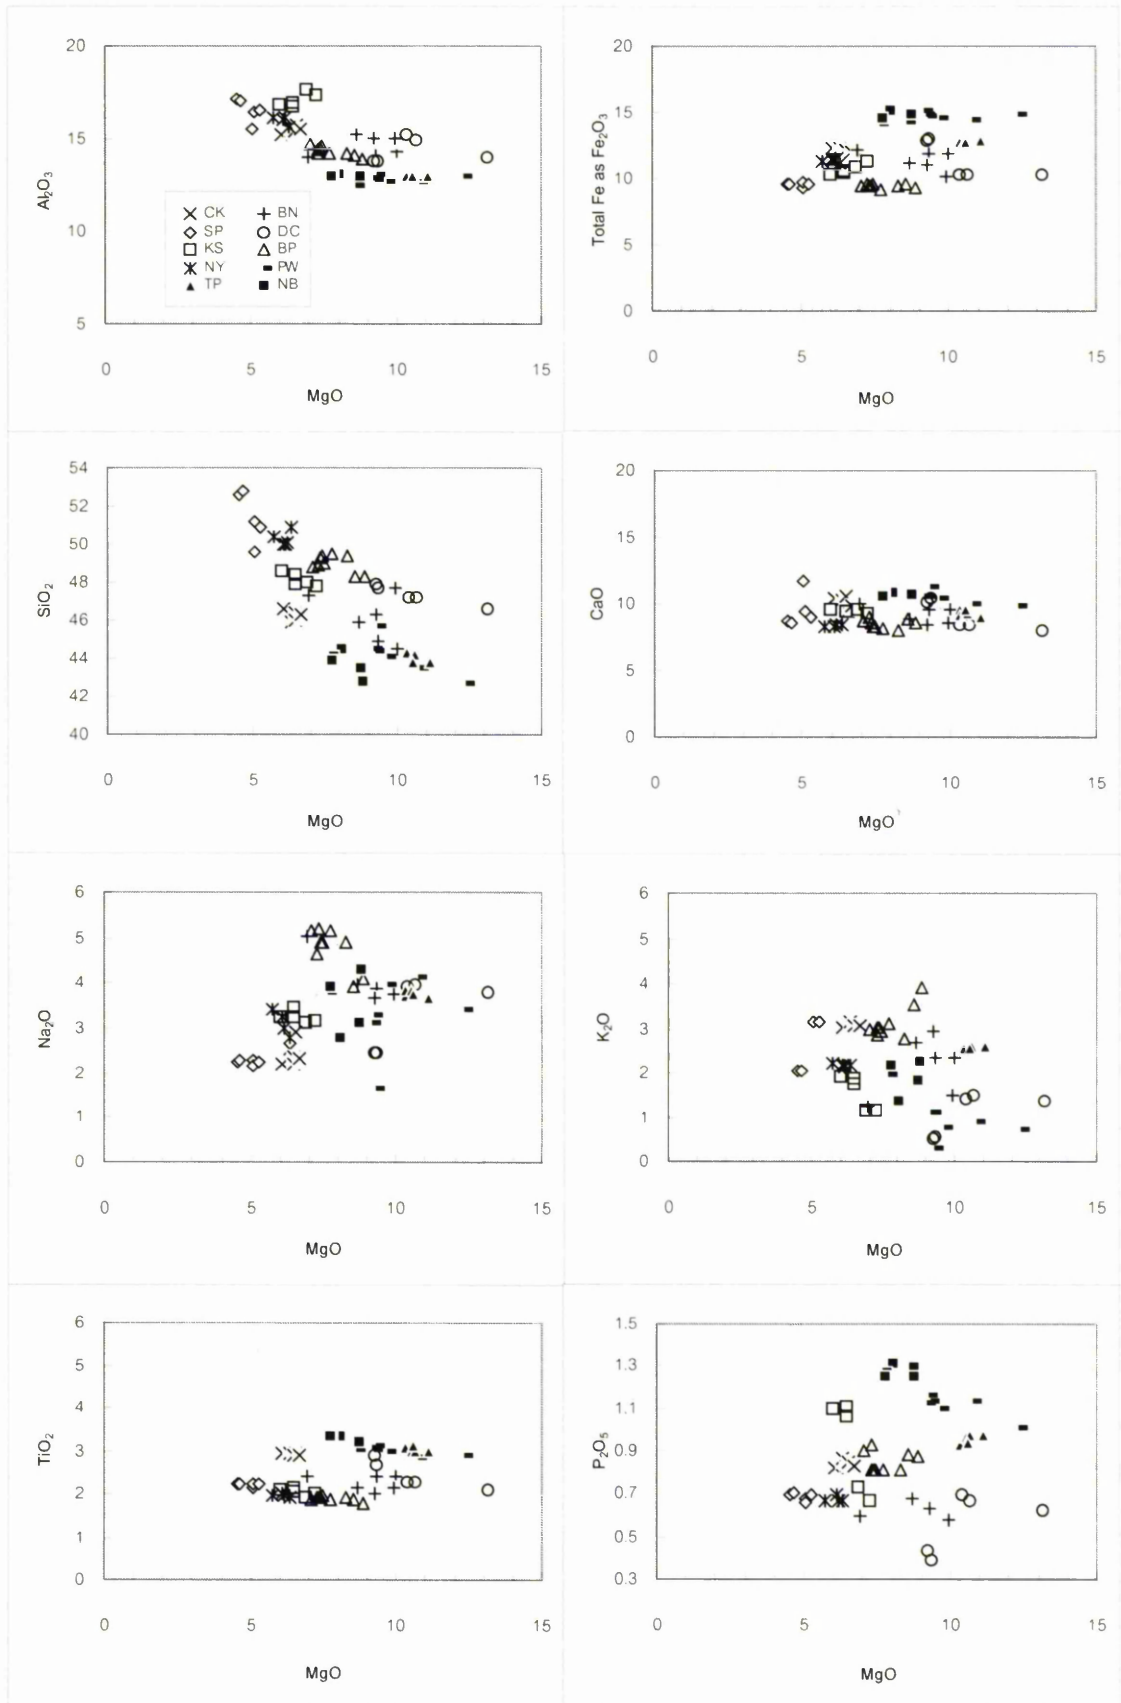 20
15
10
5
Al₂O₃
CK BN
SP DC
KS BP
NY PW
TP NB
0 5 10 15
MgO
20
15
10
5
0
Total Fe as Fe₂O₃
0 5 10 15
MgO
54
52
50
48
46
44
42
40
SiO₂
0 5 10 15
MgO
20
15
10
5
0
CaO
0 5 10 15
MgO
6
5
4
3
2
1
0
Na₂O
0 5 10 15
MgO
6
5
4
3
2
1
0
K₂O
0 5 10 15
MgO
6
5
4
3
2
1
0
TiO₂
0 5 10 15
MgO
1.5
1.3
1.1
0.9
0.7
0.5
0.3
P₂O₅
0 5 10 15
MgO